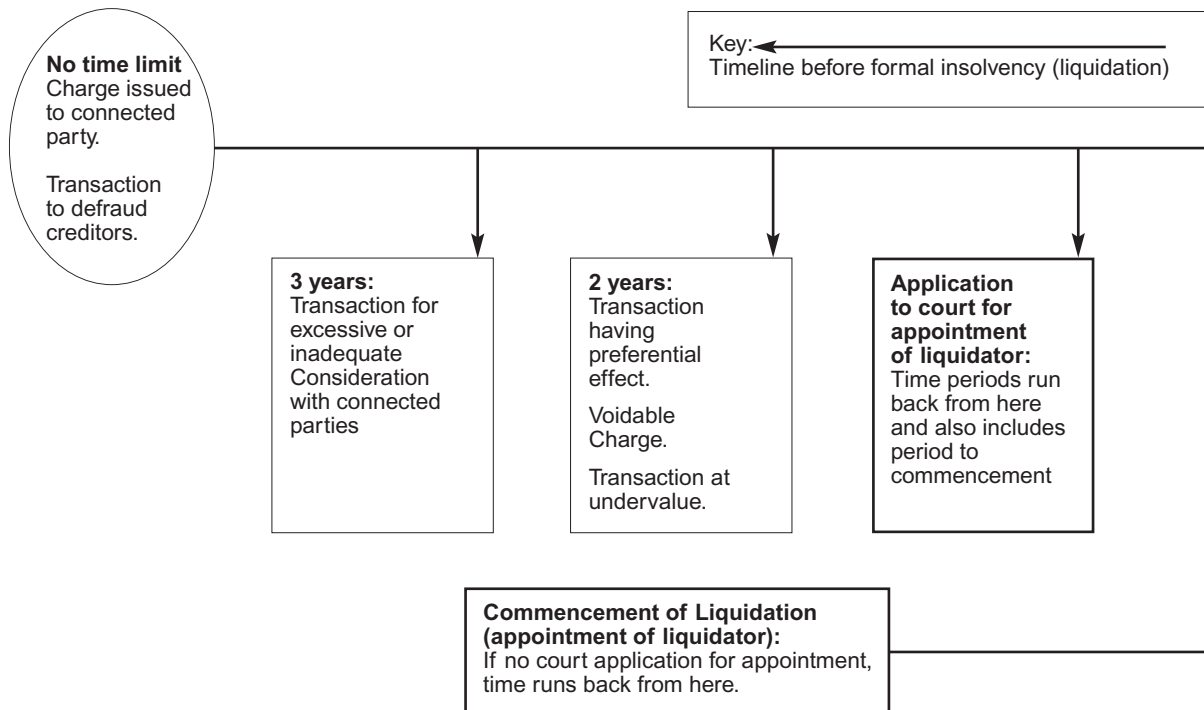 No time limit
Charge issued
to connected
party.
Transaction
to defraud
creditors.
Key:
Timeline before formal insolvency (liquidation)
3 years:
Transaction for
excessive or
inadequate
Consideration
with connected
parties
2 years:
Transaction
having
preferential
effect.
Voidable
Charge.
Transaction at
undervalue.
Application
to court for
appointment
of liquidator:
Time periods run
back from here
and also includes
period to
commencement
Commencement of Liquidation
(appointment of liquidator):
If no court application for appointment,
time runs back from here.